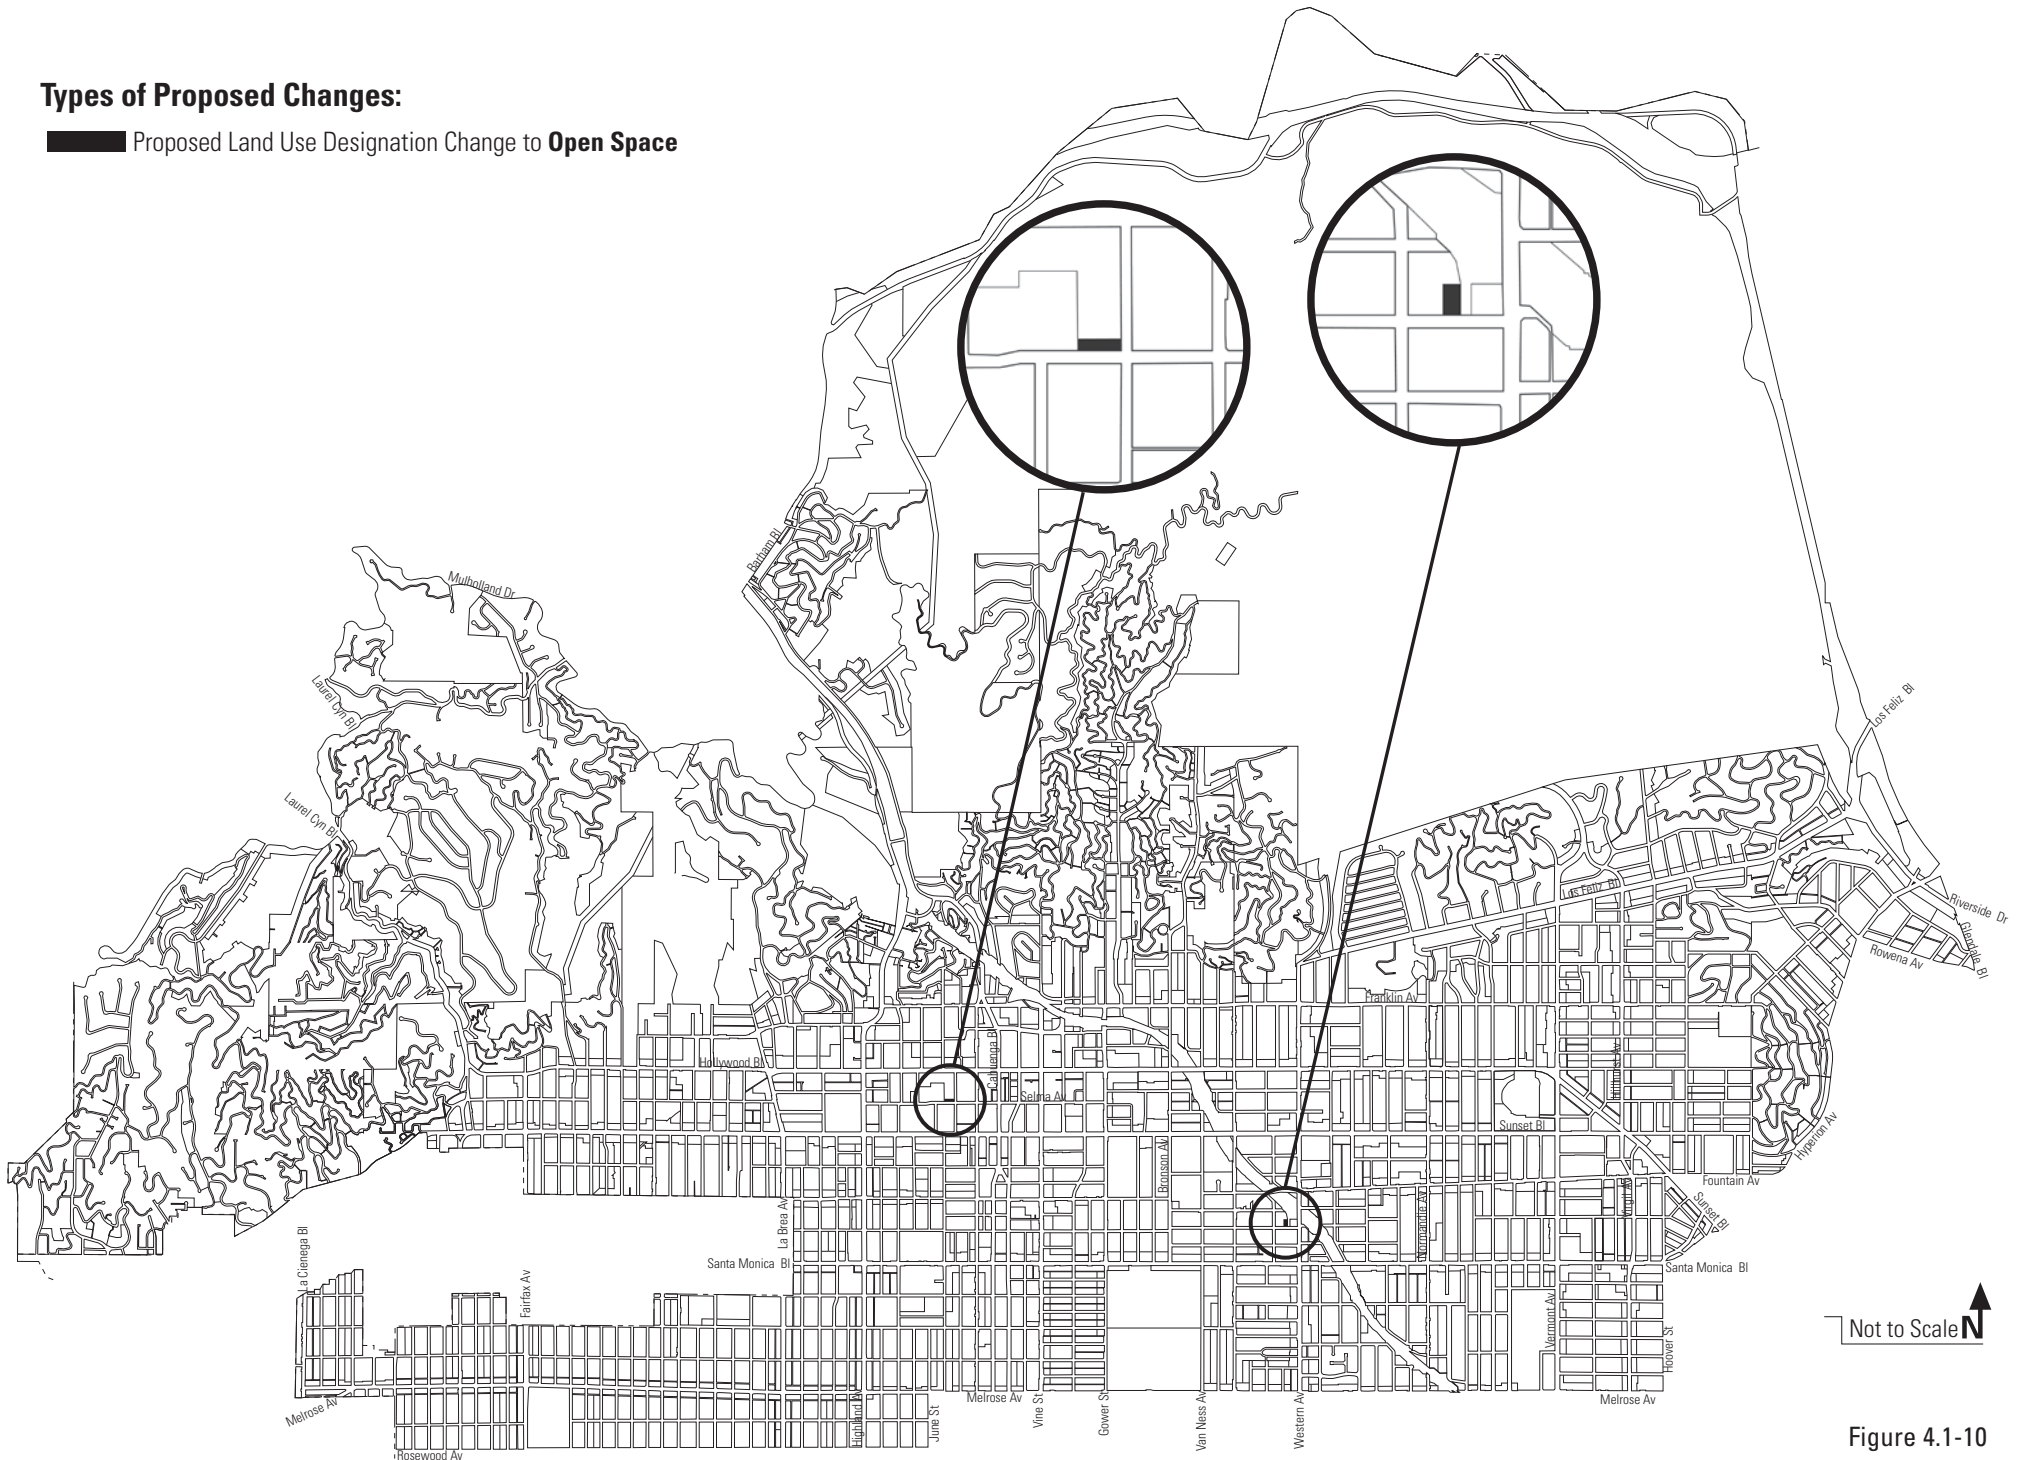 Types of Proposed Changes:
Proposed Land Use Designation Change to Open Space
Barham Bl
Mulholland Dr
Laurel Cyn Bl
Los Feliz Bl
Laurel Cyn Bl
Los Feliz Bl
Riverside Dr
Glendale Bl
Rowena Av
Franklin Av
Hollywood Bl
Cahuenga Bl
Hillhurst Av
Selma Av
Sunset Bl
Hyperion Av
Bronson Av
Fountain Av
Virgil Av
Normandie Av
Sunset Bl
La Brea Av
La Cienega Bl
Santa Monica Bl
Santa Monica Bl
Fairfax Av
Vermont Av
Hoover St
Not to Scale N
Melrose Av
Highland Av
June St
Melrose Av
Vine St
Gower St
Van Ness Av
Western Av
Melrose Av
Rosewood Av
Figure 4.1-10